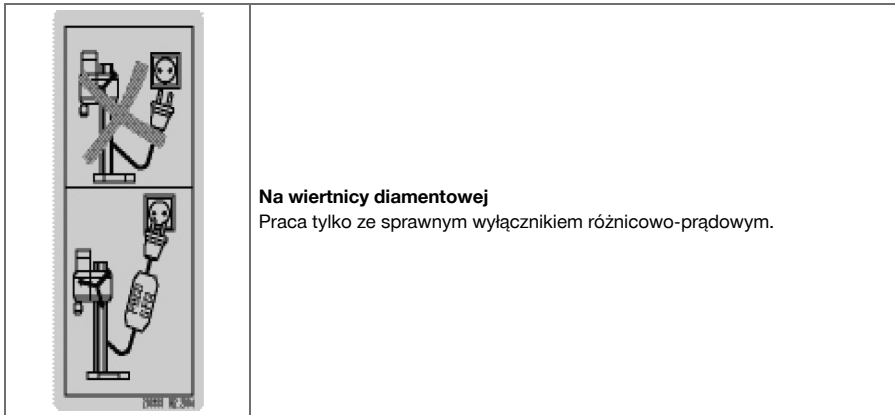 Na wiertnicy diamentowej
Praca tylko ze sprawnym wyłącznikiem różnicowo-prądowym.